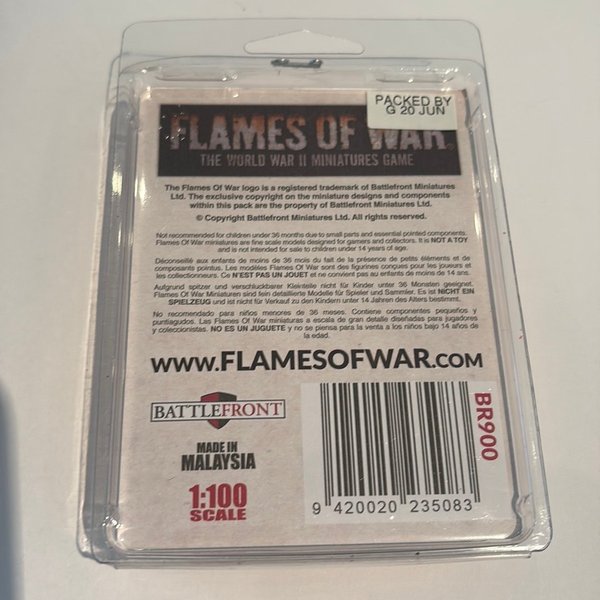 PACKED BY
G 20 JUN
FLAMES OF WAR®
THE WORLD WAR II MINIATURES GAME
The Flames Of War logo is a registered trademark of Battlefront Miniatures
Ltd. The exclusive copyright on the miniature designs and components
within this pack are the property of Battlefront Miniatures Ltd.
© Copyright Battlefront Miniatures Ltd. All rights reserved.
Not recommended for children under 36 months due to small parts and essential pointed components.
Flames Of War miniatures are fine scale models designed for gamers and collectors. It is NOT A TOY
and is not intended for sale to children under 14 years of age.
Déconseillé aux enfants de moins de 36 mois du fait de la présence de petits éléments et de
composants pointus. Les modèles Flames Of War sont des figurines conçues pour les joueurs et
les collectionneurs. Ce N'EST PAS UN JOUET et ne convient pas au enfants de moins de 14 ans.
Aufgrund spitzer und verschluckbarer Kleinteile nicht für Kinder unter 36 Monaten geeignet.
Flames Of War Miniaturen sind fein detaillierte Modelle für Spieler und Sammler. Es ist NICHT EIN
SPIELZEUG und ist nicht für Verkauf zu den Kindern unter 14 Jahren des Alters bestimmt.
No recomendado para niños menores de 36 meses. Contiene componentes pequeños y
puntiagudos. Las Flames Of War miniaturas a escala de gran detalle diseñadas para jugadores
y coleccionistas. NO ES UN JUGUETE y no se piensa para la venta a los niños bajo 14 años de
la edad.
WWW.FLAMESOFWAR.COM
BATTLEFRONT
MADE IN
MALAYSIA
1:100
SCALE
BR900
9 420020 235083